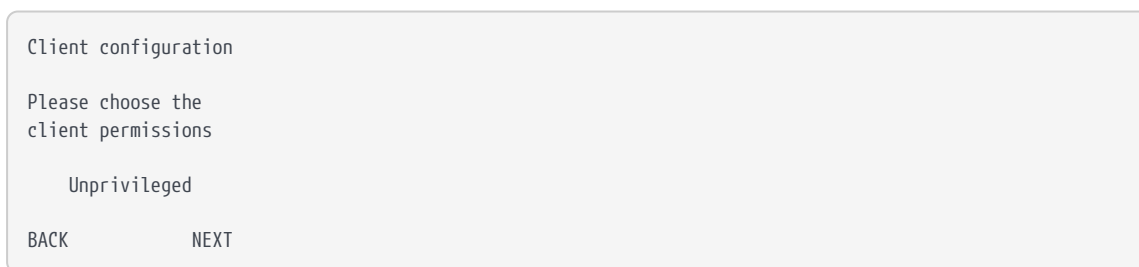 Client configuration
Please choose the
client permissions
Unprivileged
BACK NEXT